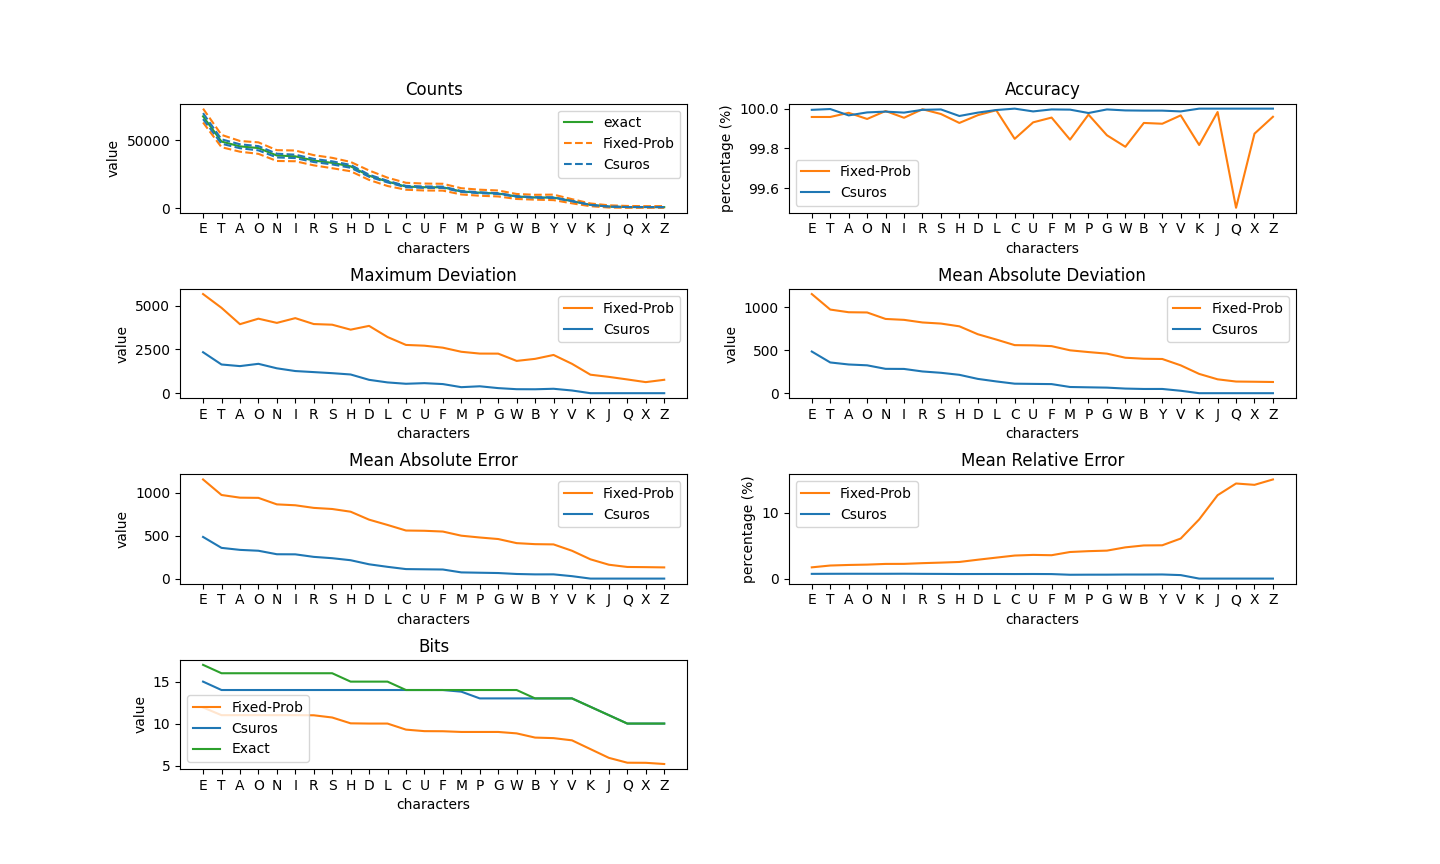 Counts
value
50000
0
exact
Fixed-Prob
Csuros
E T A O N I R S H D L C U F M P G W B Y V K J Q X Z
characters
Accuracy
percentage (%)
100.0
99.8
99.6
Fixed-Prob
Csuros
E T A O N I R S H D L C U F M P G W B Y V K J Q X Z
characters
Maximum Deviation
value
5000
2500
0
Fixed-Prob
Csuros
E T A O N I R S H D L C U F M P G W B Y V K J Q X Z
characters
Mean Absolute Deviation
value
1000
500
0
Fixed-Prob
Csuros
E T A O N I R S H D L C U F M P G W B Y V K J Q X Z
characters
Mean Absolute Error
value
1000
500
0
Fixed-Prob
Csuros
E T A O N I R S H D L C U F M P G W B Y V K J Q X Z
characters
Mean Relative Error
percentage (%)
10
0
Fixed-Prob
Csuros
E T A O N I R S H D L C U F M P G W B Y V K J Q X Z
characters
Bits
value
15
10
5
Fixed-Prob
Csuros
Exact
E T A O N I R S H D L C U F M P G W B Y V K J Q X Z
characters